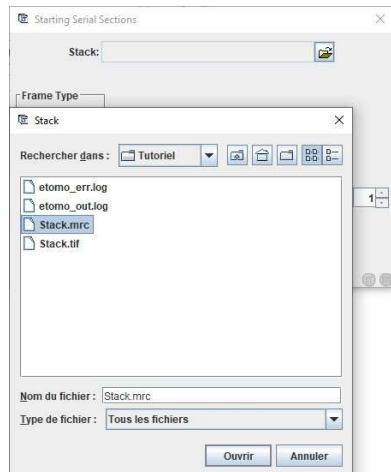 Starting Serial Sections
Stack:
Frame Type
Stack
Rechercher dans : Tutoriel
etomo_err.log
etomo_out.log
Stack.mrc
Stack.tif
1
Nom du fichier : Stack.mrc
Type de fichier : Tous les fichiers
Ouvrir Annuler